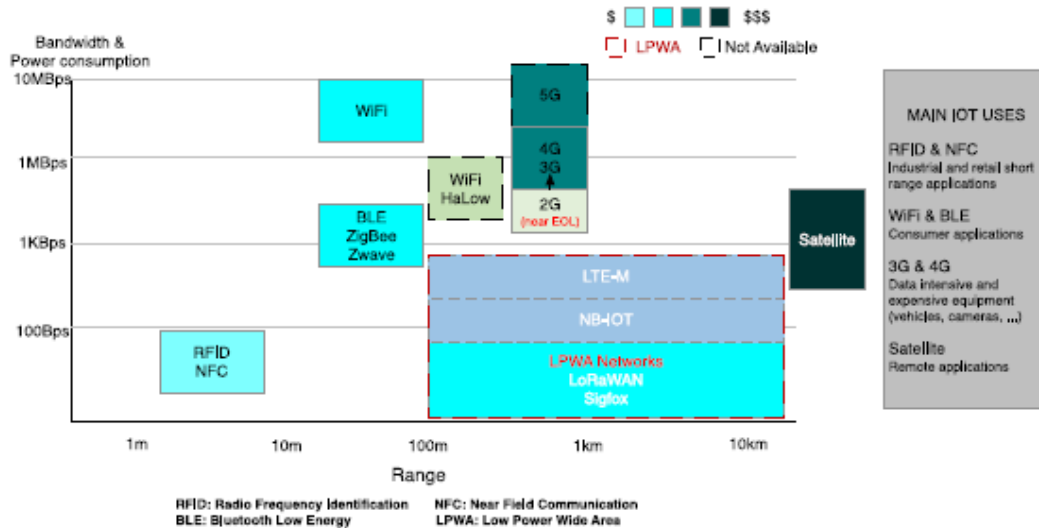 $ $$$
LPWA Not Available
Bandwidth &
Power consumption
10MBps
WiFi
5G
4G
3G
1MBps
WiFi
HaLow
2G
(near EOL)
BLE
ZigBee
Zwave
1KBps
Satellite
LTE-M
NB-IOT
100Bps
RFID
NFC
LPWA Networks
LoRaWAN
Sigfox
1m 10m 100m 1km 10km
Range
RFID: Radio Frequency Identification NFC: Near Field Communication
BLE: Bluetooth Low Energy LPWA: Low Power Wide Area
MAIN IOT USES
RFID & NFC
Industrial and retail short
range applications
WiFi & BLE
Consumer applications
3G & 4G
Data intensive and
expensive equipment
(vehicles, cameras, ...)
Satellite
Remote applications